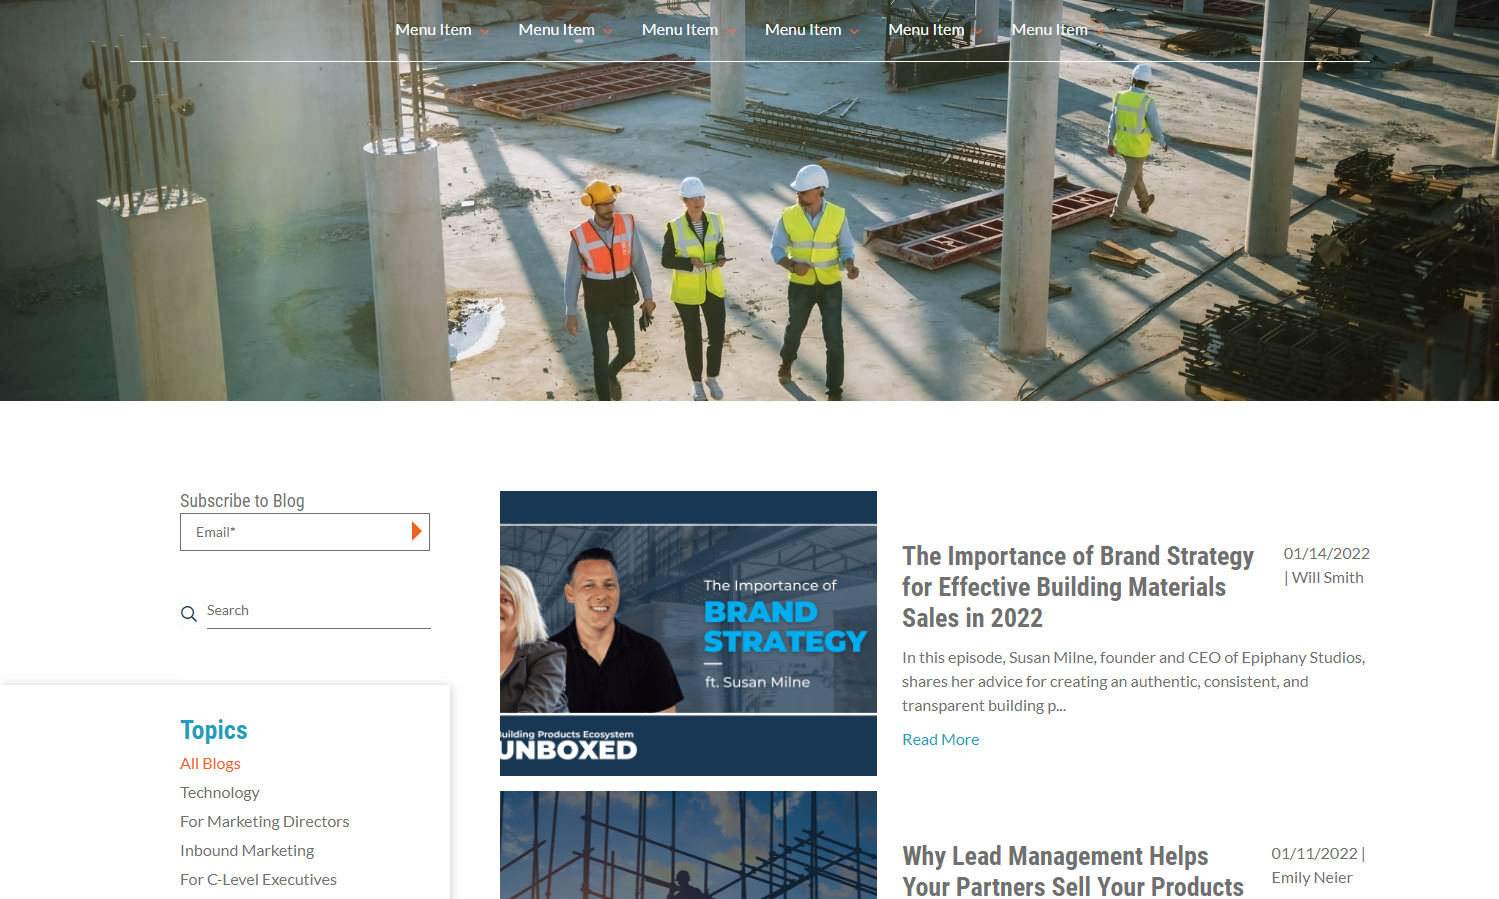 Menu Item Menu Item Menu Item Menu Item Menu Item Menu Item
Subscribe to Blog
Email*
Search
Topics
All Blogs
Technology
For Marketing Directors
Inbound Marketing
For C-Level Executives
The Importance of
BRAND
STRATEGY
ft. Susan Milne
uilding Products Ecosystem
UNBOXED
The Importance of Brand Strategy
for Effective Building Materials
Sales in 2022
01/14/2022
| Will Smith
In this episode, Susan Milne, founder and CEO of Epiphany Studios,
shares her advice for creating an authentic, consistent, and
transparent building p...
Read More
Why Lead Management Helps
Your Partners Sell Your Products
01/11/2022 |
Emily Neier